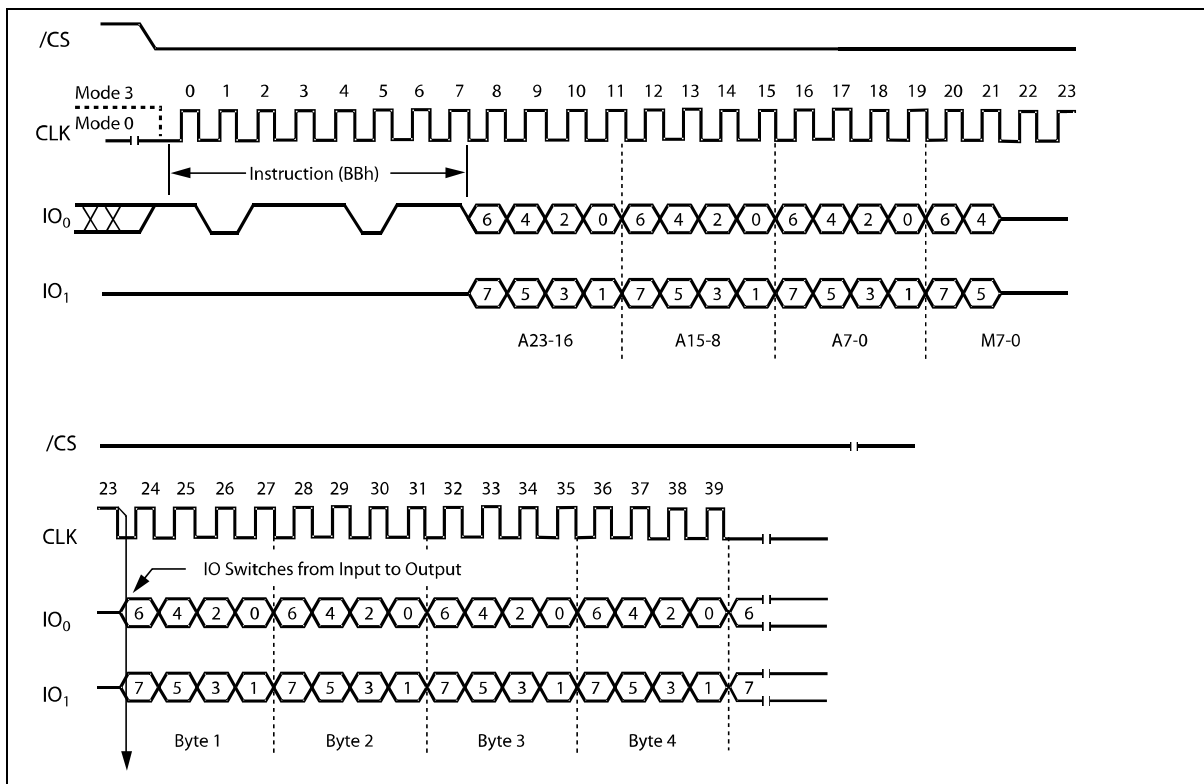 /CS
Mode 3
0 1 2 3 4 5 6 7 8 9 10 11 12 13 14 15 16 17 18 19 20 21 22 23
Mode 0
CLK
Instruction (BBh)
IO0 6 4 2 0 6 4 2 0 6 4 2 0 6 4
IO1 7 5 3 1 7 5 3 1 7 5 3 1 7 5
A23-16 A15-8 A7-0 M7-0
/CS
23 24 25 26 27 28 29 30 31 32 33 34 35 36 37 38 39
CLK
IO Switches from Input to Output
IO0 6 4 2 0 6 4 2 0 6 4 2 0 6 4 2 0 6
IO1 7 5 3 1 7 5 3 1 7 5 3 1 7 5 3 1 7
Byte 1 Byte 2 Byte 3 Byte 4